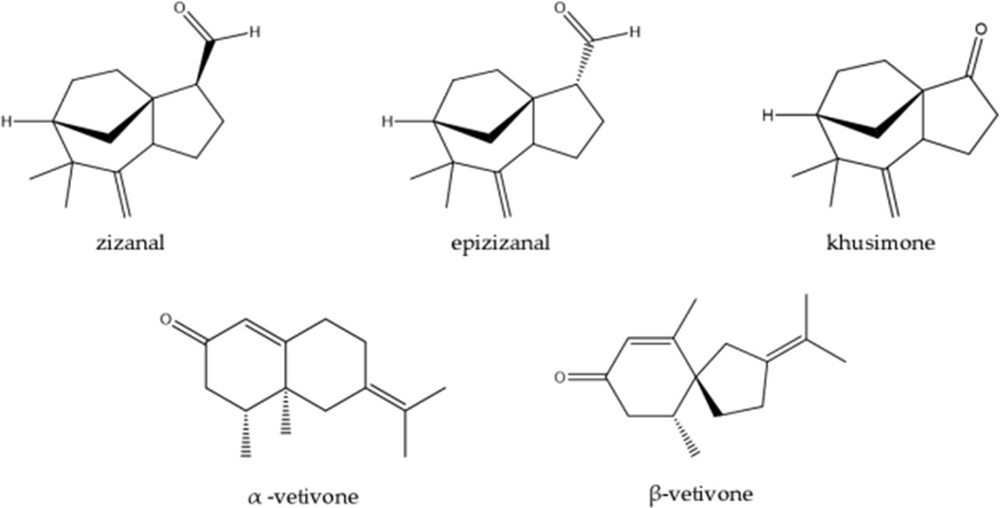 O O O
H H
H H H
zizanal epizizanal khusimone
O
O
α -vetivone β-vetivone